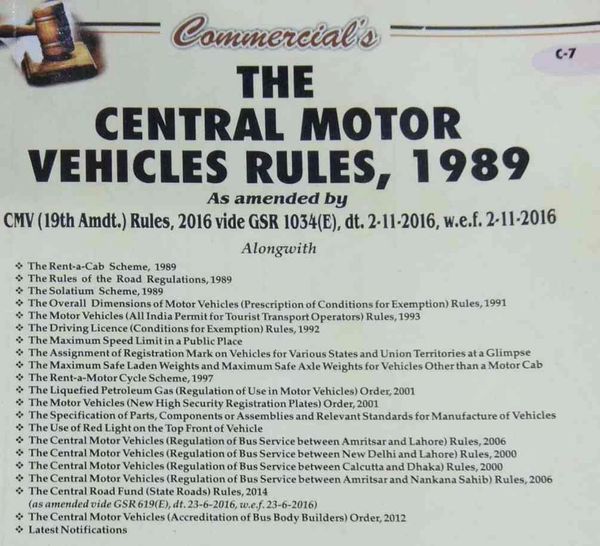 Commercial's
C-7
THE
CENTRAL MOTOR
VEHICLES RULES, 1989
As amended by
CMV (19th Amdt.) Rules, 2016 vide GSR 1034(E), dt. 2-11-2016, w.e.f. 2-11-2016
Alongwith
❖ The Rent-a-Cab Scheme, 1989
❖ The Rules of the Road Regulations, 1989
❖ The Solatium Scheme, 1989
❖ The Overall Dimensions of Motor Vehicles (Prescription of Conditions for Exemption) Rules, 1991
❖ The Motor Vehicles (All India Permit for Tourist Transport Operators) Rules, 1993
❖ The Driving Licence (Conditions for Exemption) Rules, 1992
❖ The Maximum Speed Limit in a Public Place
❖ The Assignment of Registration Mark on Vehicles for Various States and Union Territories at a Glimpse
❖ The Maximum Safe Laden Weights and Maximum Safe Axle Weights for Vehicles Other than a Motor Cab
❖ The Rent-a-Motor Cycle Scheme, 1997
❖ The Liquefied Petroleum Gas (Regulation of Use in Motor Vehicles) Order, 2001
❖ The Motor Vehicles (New High Security Registration Plates) Order, 2001
❖ The Specification of Parts, Components or Assemblies and Relevant Standards for Manufacture of Vehicles
❖ The Use of Red Light on the Top Front of Vehicle
❖ The Central Motor Vehicles (Regulation of Bus Service between Amritsar and Lahore) Rules, 2006
❖ The Central Motor Vehicles (Regulation of Bus Service between New Delhi and Lahore) Rules, 2000
❖ The Central Motor Vehicles (Regulation of Bus Service between Calcutta and Dhaka) Rules, 2000
❖ The Central Motor Vehicles (Regulation of Bus Service between Amritsar and Nankana Sahib) Rules, 2006
❖ The Central Road Fund (State Roads) Rules, 2014
(as amended vide GSR 619(E), dt. 23-6-2016, w.e.f. 23-6-2016)
❖ The Central Motor Vehicles (Accreditation of Bus Body Builders) Order, 2012
❖ Latest Notifications